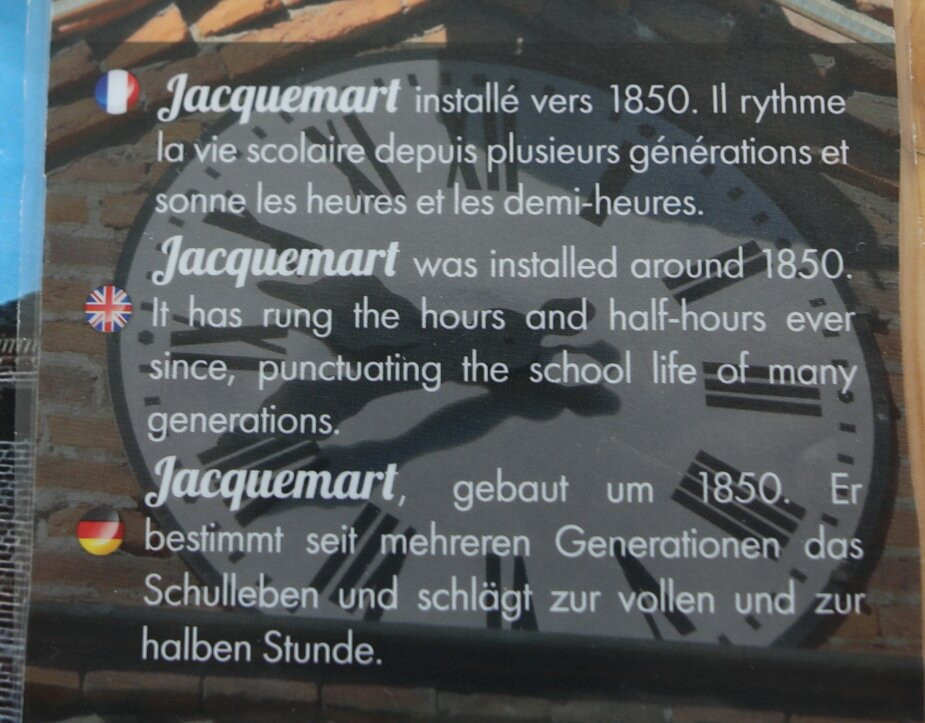 Jacquemart installé vers 1850. Il rythme
la vie scolaire depuis plusieurs générations et
sonne les heures et les demi-heures.
Jacquemart was installed around 1850.
It has rung the hours and half-hours ever
since, punctuating the school life of many
generations.
Jacquemart, gebaut um 1850. Er
bestimmt seit mehreren Generationen das
Schulleben und schlägt zur vollen und zur
halben Stunde.